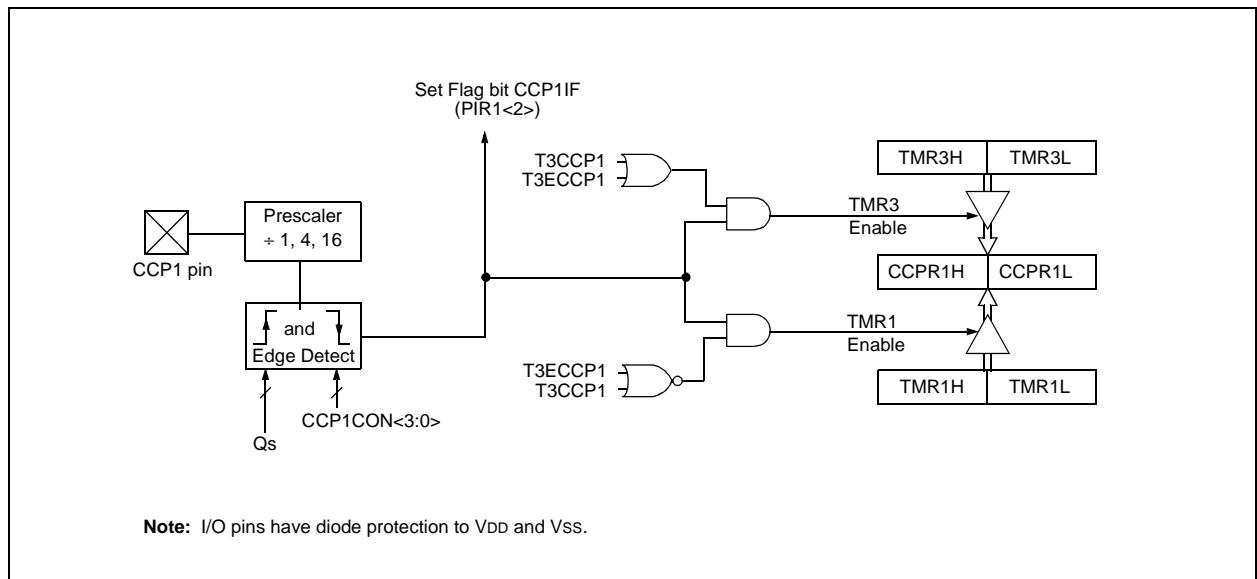 Set Flag bit CCP1IF
(PIR1<2>)
T3CCP1
T3ECCP1
TMR3H
TMR3L
Prescaler
÷ 1, 4, 16
TMR3
Enable
CCP1 pin
CCPR1H
CCPR1L
and
Edge Detect
TMR1
Enable
T3ECCP1
T3CCP1
TMR1H
TMR1L
CCP1CON<3:0>
Qs
Note: I/O pins have diode protection to VDD and VSS.